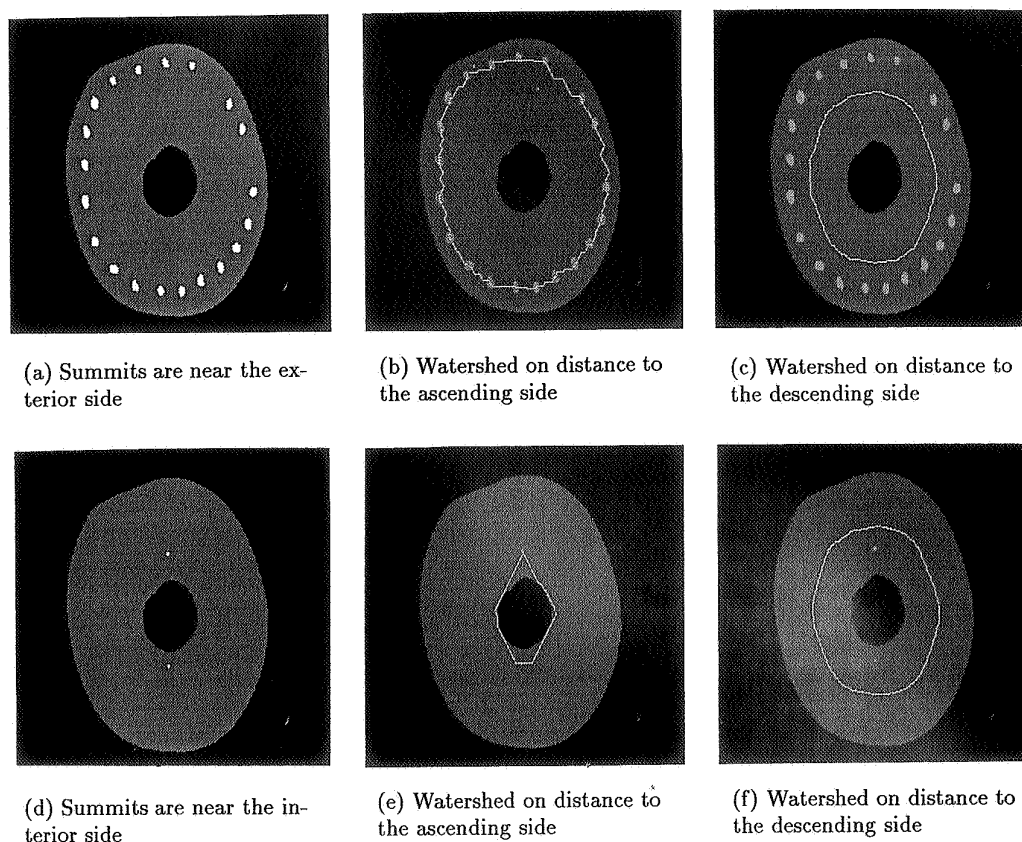 (a) Summits are near the ex-
terior side
(b) Watershed on distance to
the ascending side
(c) Watershed on distance to
the descending side
(d) Summits are near the in-
terior side
(e) Watershed on distance to
the ascending side
(f) Watershed on distance to
the descending side